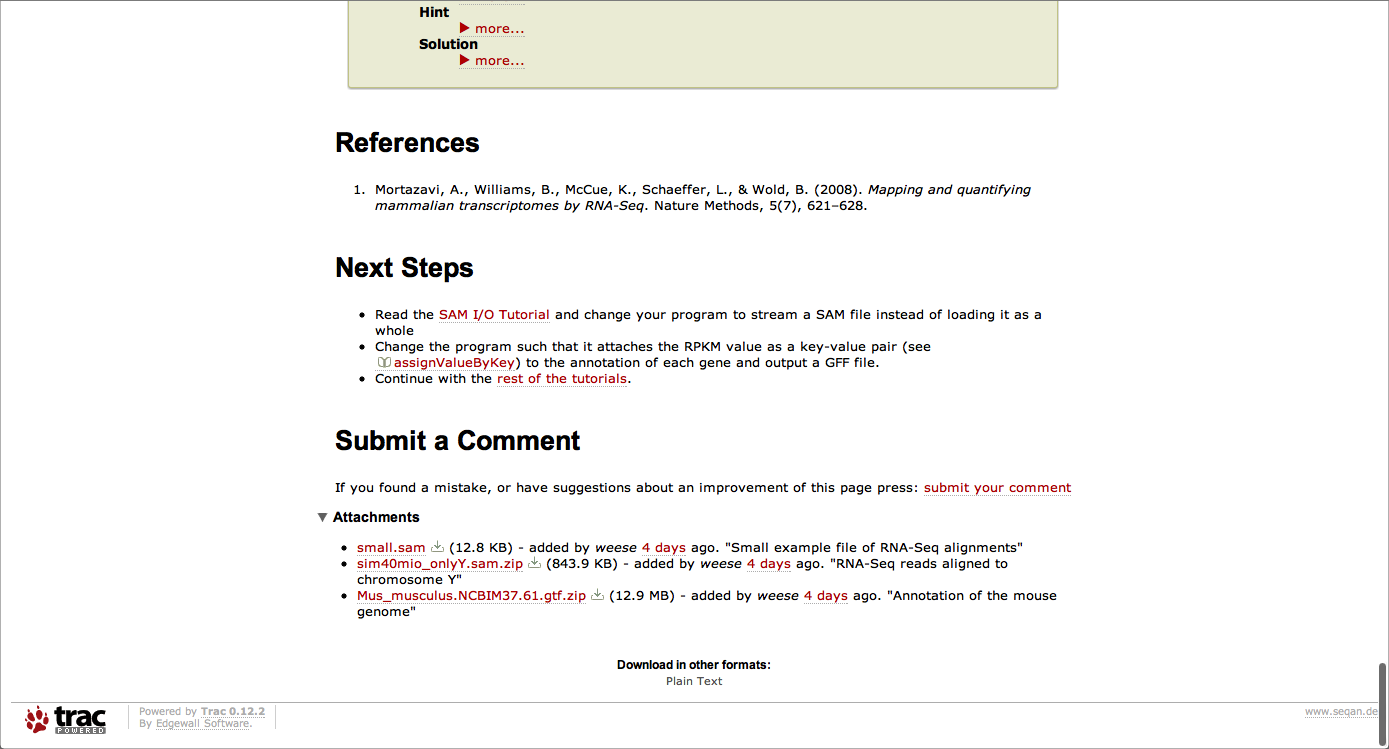 Hint
more...
Solution
more...
References
1. Mortazavi, A., Williams, B., McCue, K., Schaeffer, L., & Wold, B. (2008). Mapping and quantifying
mammalian transcriptomes by RNA-Seq. Nature Methods, 5(7), 621–628.
Next Steps
Read the SAM I/O Tutorial and change your program to stream a SAM file instead of loading it as a
whole
Change the program such that it attaches the RPKM value as a key-value pair (see
assignValueByKey) to the annotation of each gene and output a GFF file.
Continue with the rest of the tutorials.
Submit a Comment
If you found a mistake, or have suggestions about an improvement of this page press: submit your comment
Attachments
small.sam (12.8 KB) - added by weese 4 days ago. "Small example file of RNA-Seq alignments"
sim40mio_onlyY.sam.zip (843.9 KB) - added by weese 4 days ago. "RNA-Seq reads aligned to
chromosome Y"
Mus_musculus.NCBIM37.61.gtf.zip (12.9 MB) - added by weese 4 days ago. "Annotation of the mouse
genome"
Download in other formats:
Plain Text
trac
POWERED
Powered by Trac 0.12.2
By Edgewall Software.
www.seqan.de